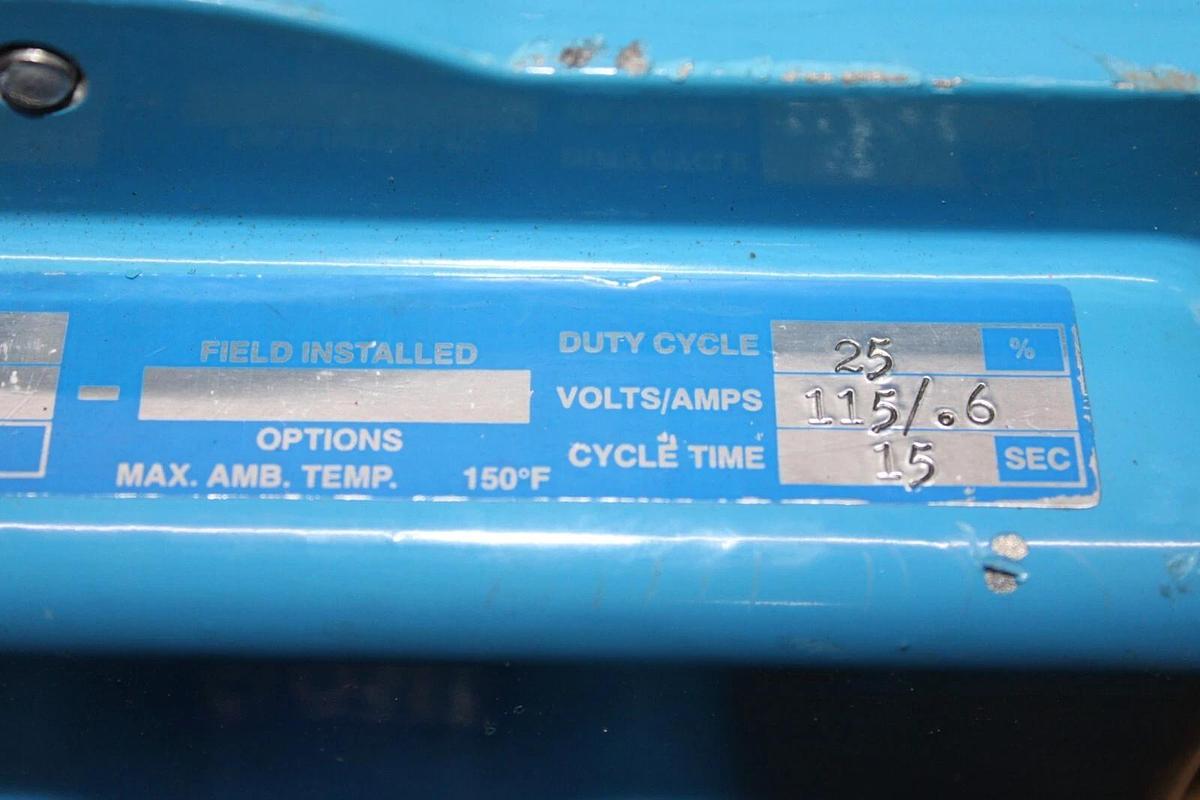 FIELD INSTALLED
OPTIONS
MAX. AMB. TEMP. 150°F
DUTY CYCLE 25 %
VOLTS/AMPS 115/.6
CYCLE TIME 15 SEC